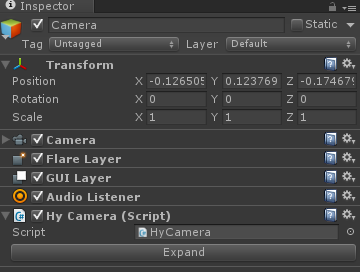 Inspector
Camera Static
Tag Untagged Layer Default
Transform
Position X -0.126505 Y 0.123769 Z -0.174679
Rotation X 0 Y 0 Z 0
Scale X 1 Y 1 Z 1
Camera
Flare Layer
GUI Layer
Audio Listener
Hy Camera (Script)
Script HyCamera
Expand